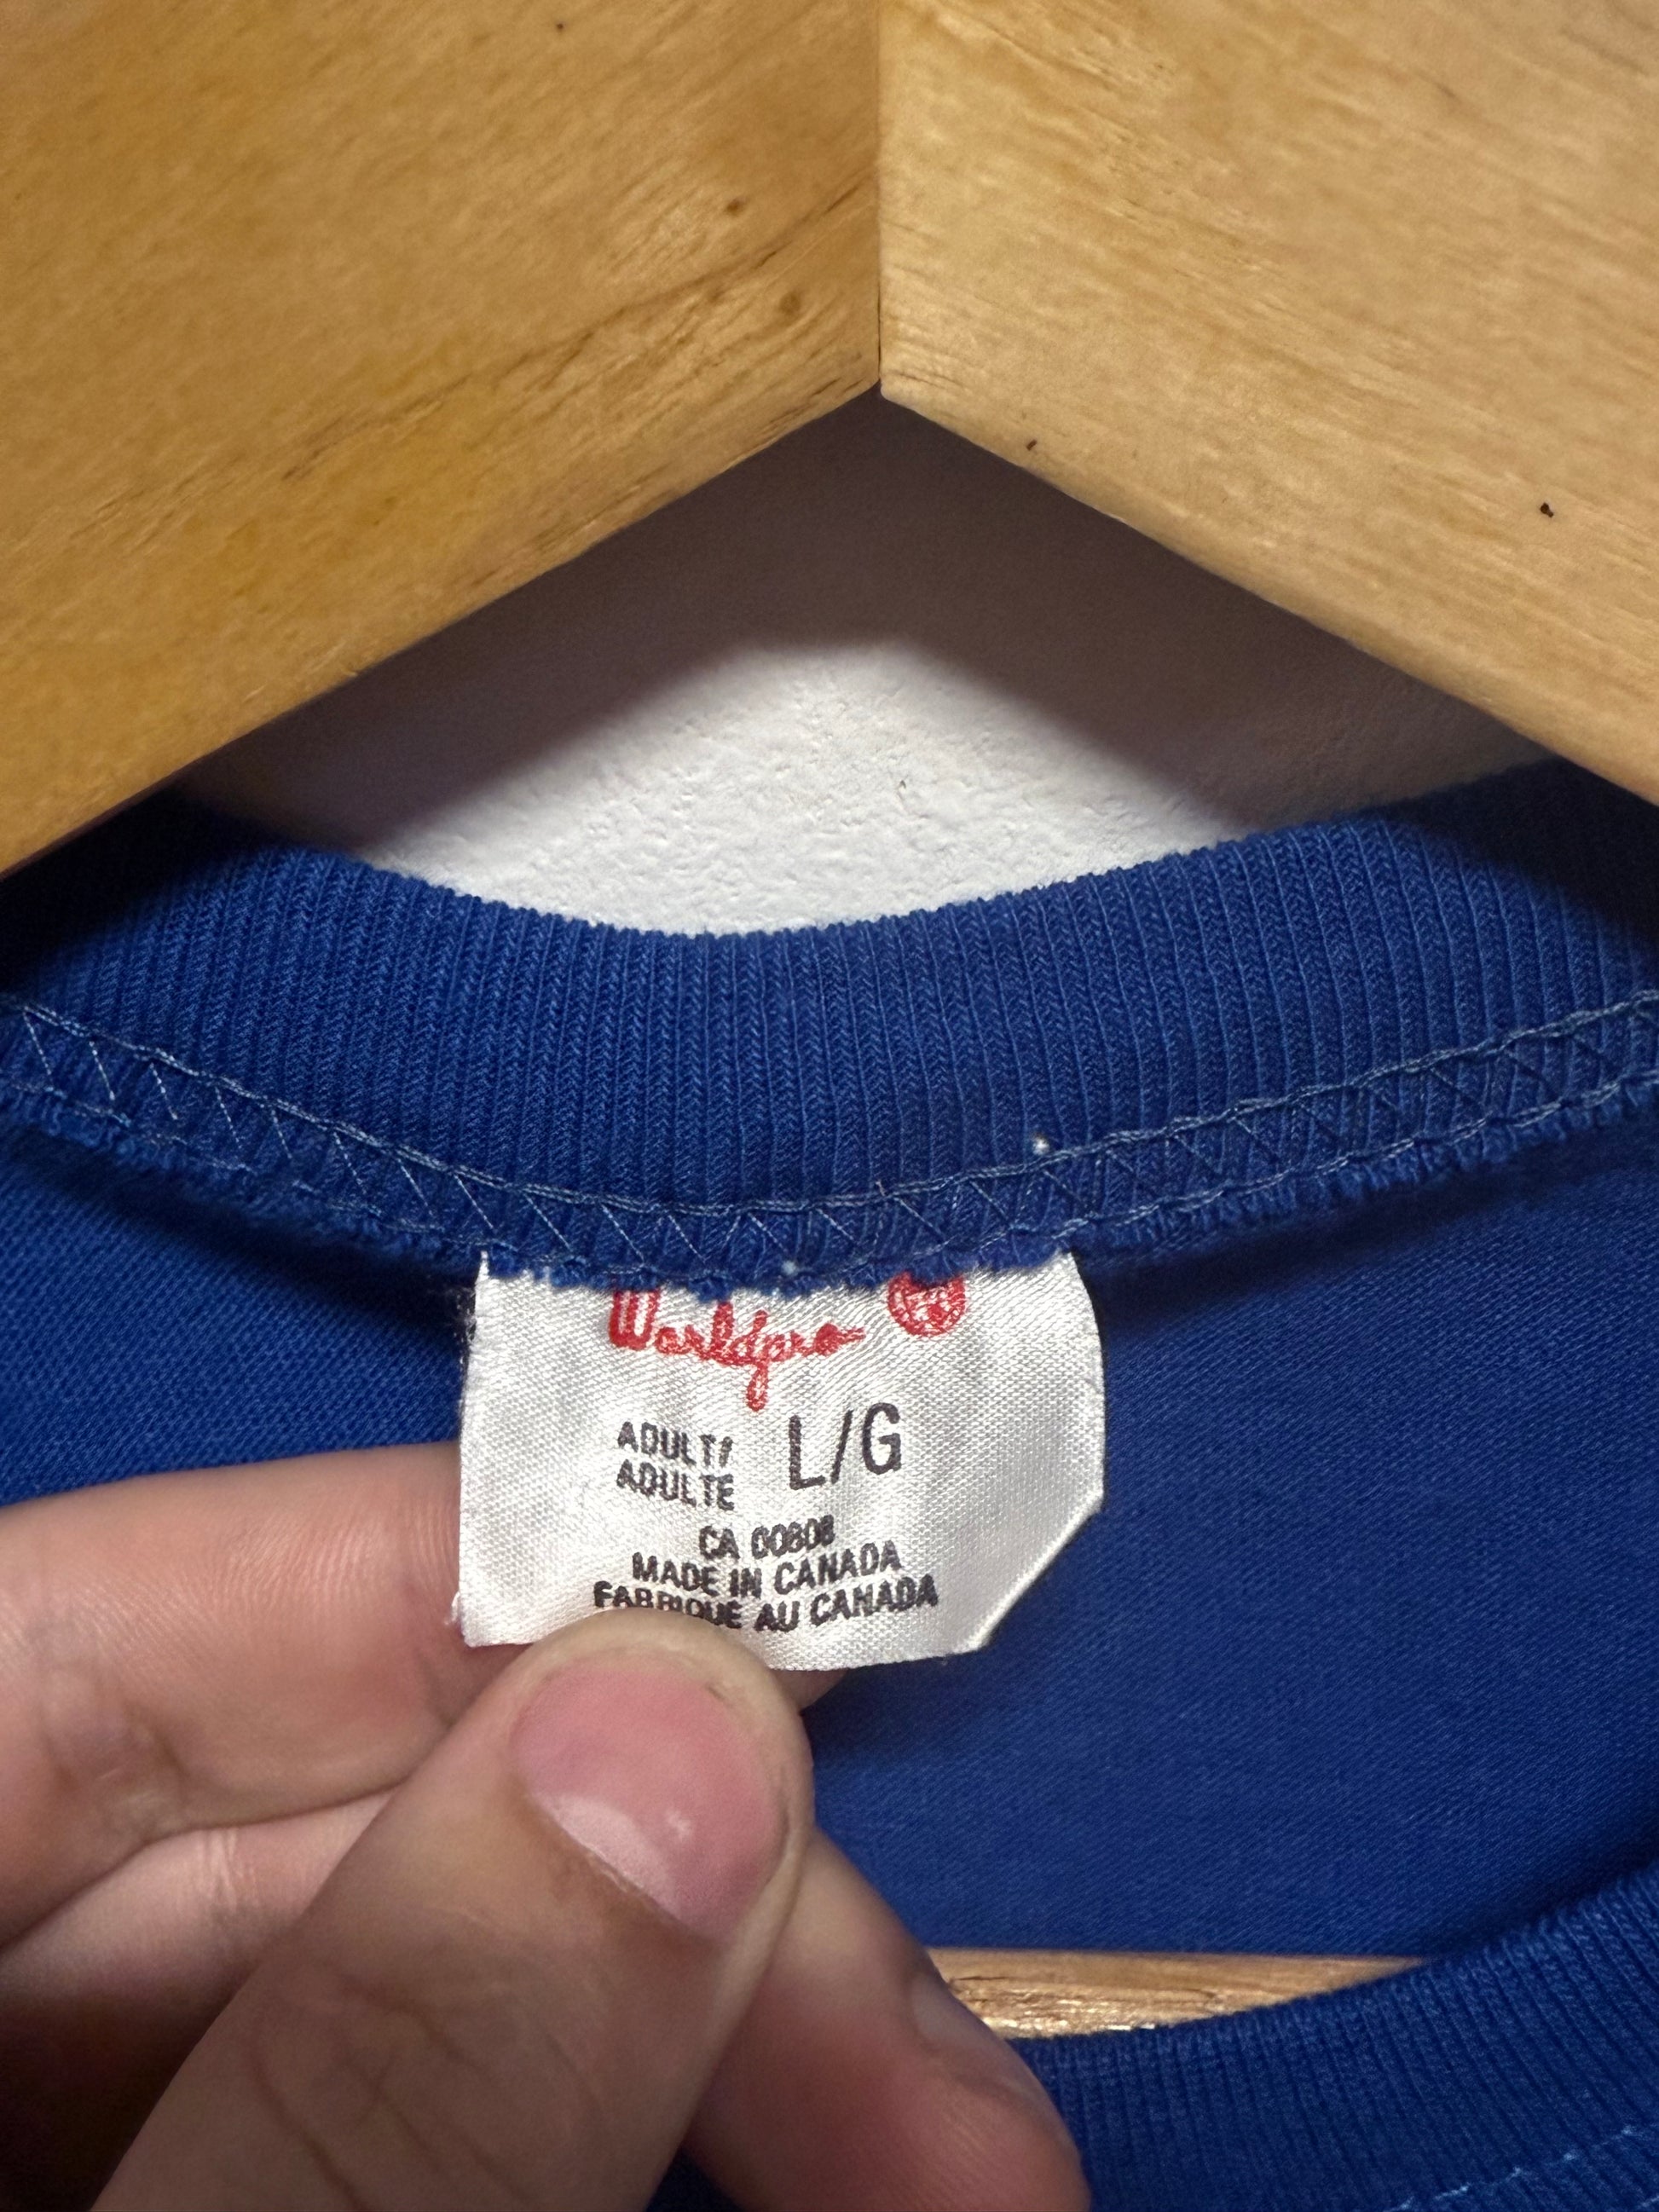 Worldpro
ADULT/ L/G
ADULTE
CA 00808
MADE IN CANADA
FABRIQUÉ AU CANADA